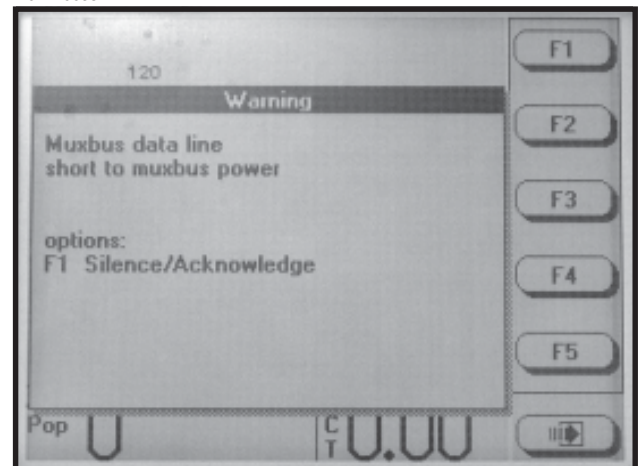 120
Warning
Muxbus data line
short to muxbus power
options:
F1 Silence/Acknowledge
F1
F2
F3
F4
F5
Pop
C
T